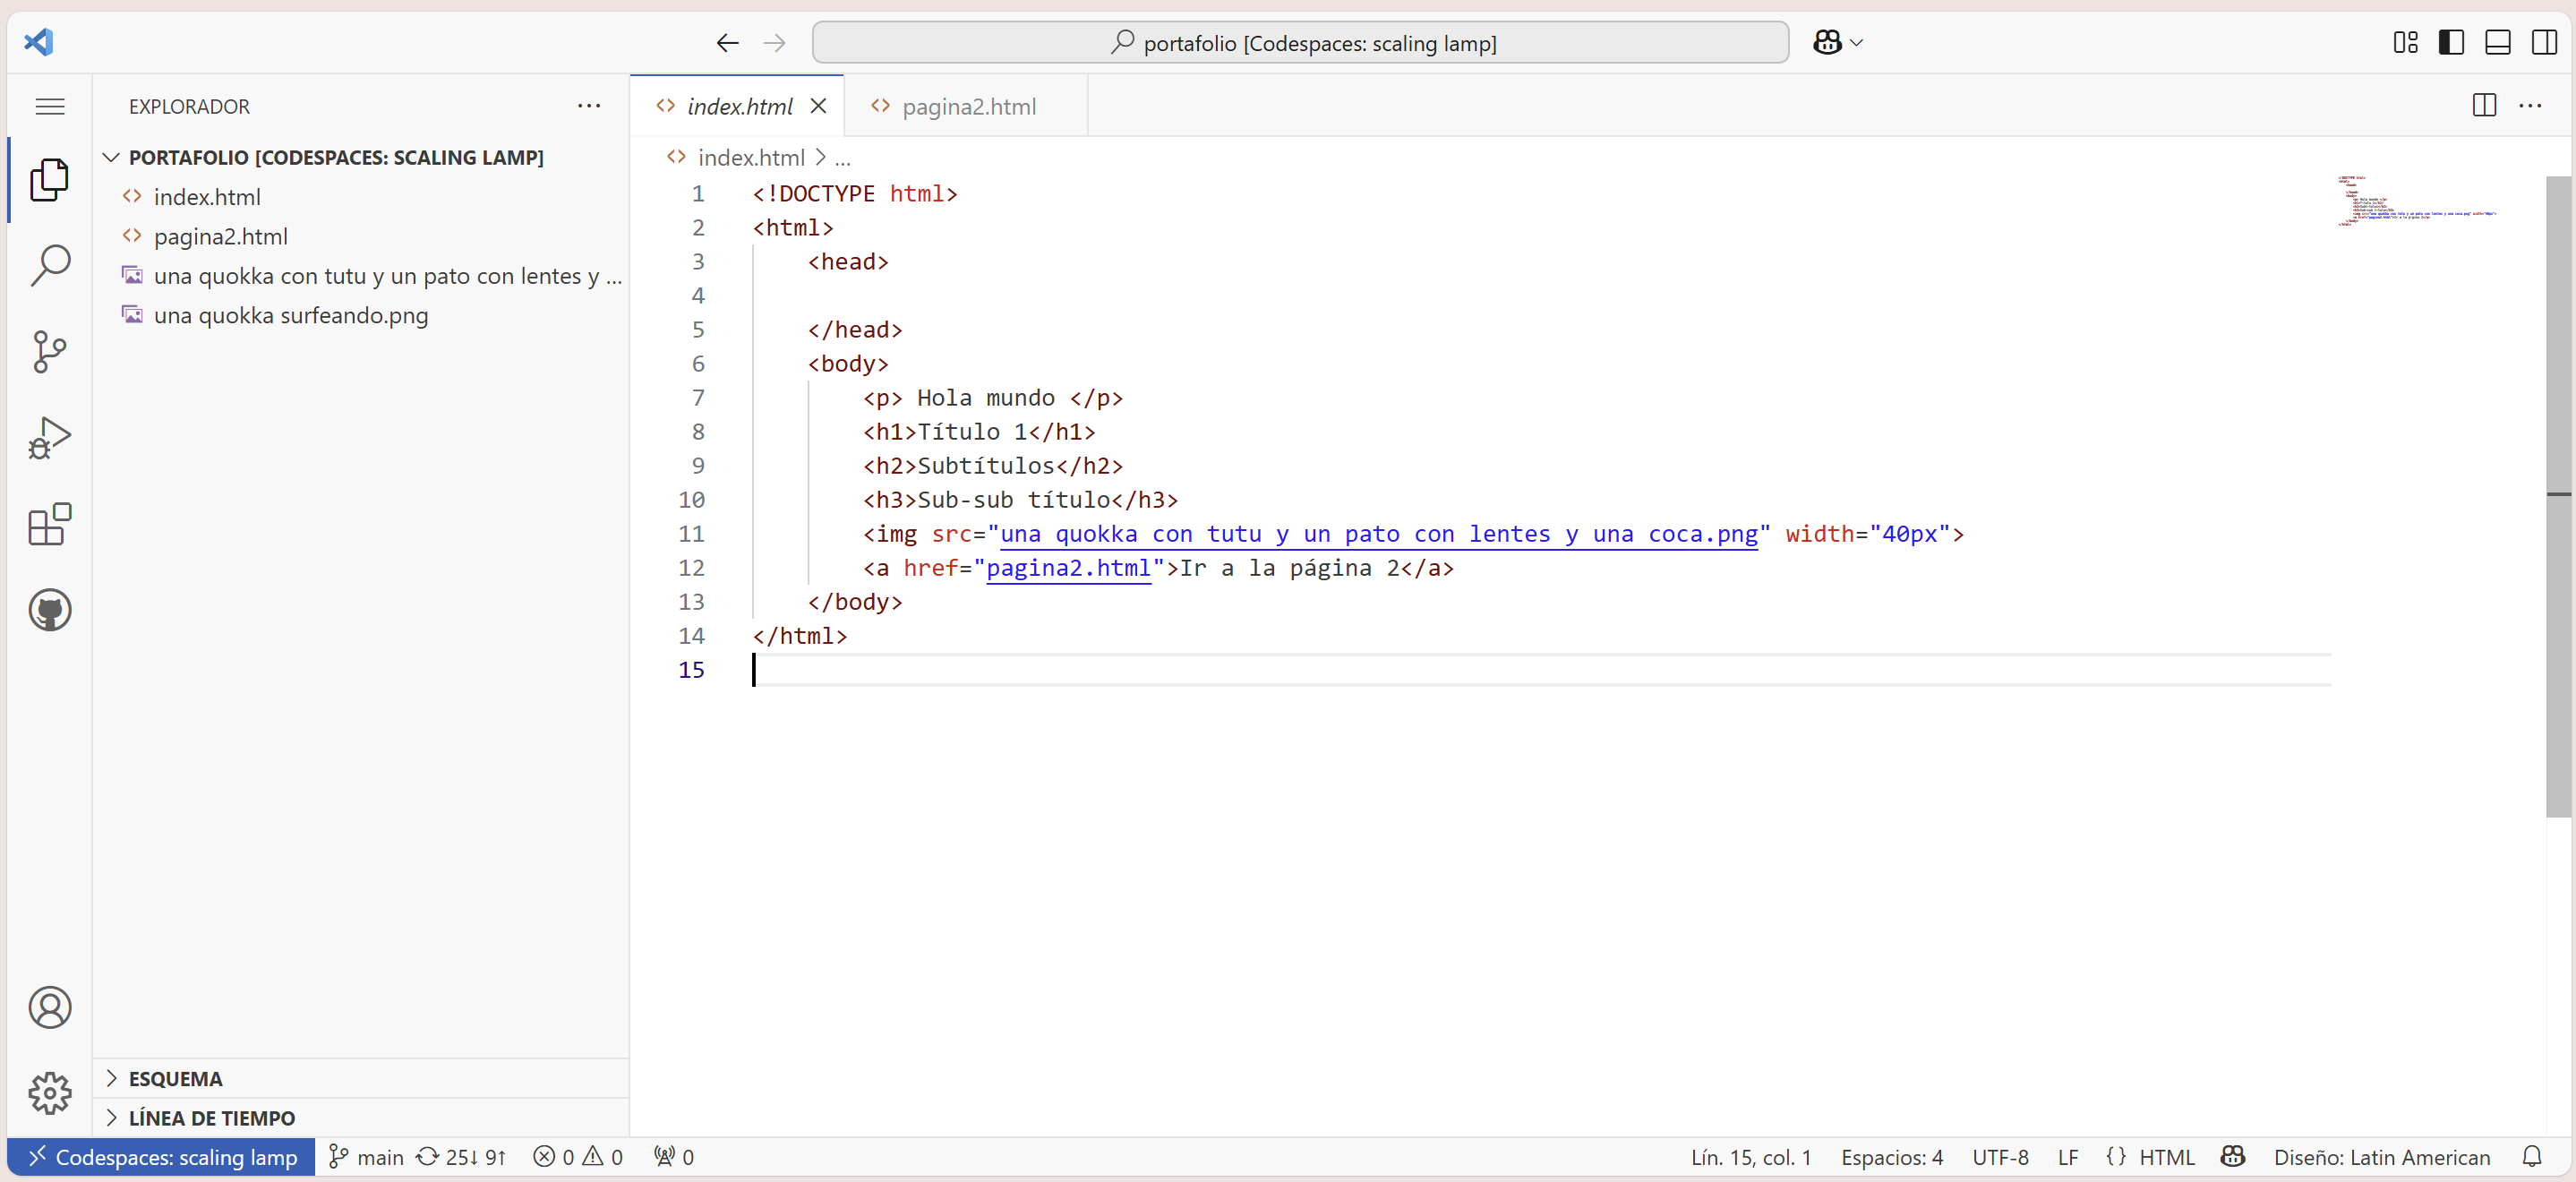 portafolio [Codespaces: scaling lamp]
EXPLORADOR
PORTAFOLIO [CODESPACES: SCALING LAMP]
index.html
pagina2.html
una quokka con tutu y un pato con lentes y ...
una quokka surfeando.png
ESQUEMA
LÍNEA DE TIEMPO
index.html
pagina2.html
index.html > ...
1 <!DOCTYPE html>
2 <html>
3 <head>
4
5 </head>
6 <body>
7 <p> Hola mundo </p>
8 <h1>Título 1</h1>
9 <h2>Subtítulos</h2>
10 <h3>Sub-sub título</h3>
11 <img src="una quokka con tutu y un pato con lentes y una coca.png" width="40px">
12 <a href="pagina2.html">Ir a la página 2</a>
13 </body>
14 </html>
15
Codespaces: scaling lamp main 25↓ 9↑ 0 0 0 Lín. 15, col. 1 Espacios: 4 UTF-8 LF {} HTML Diseño: Latin American